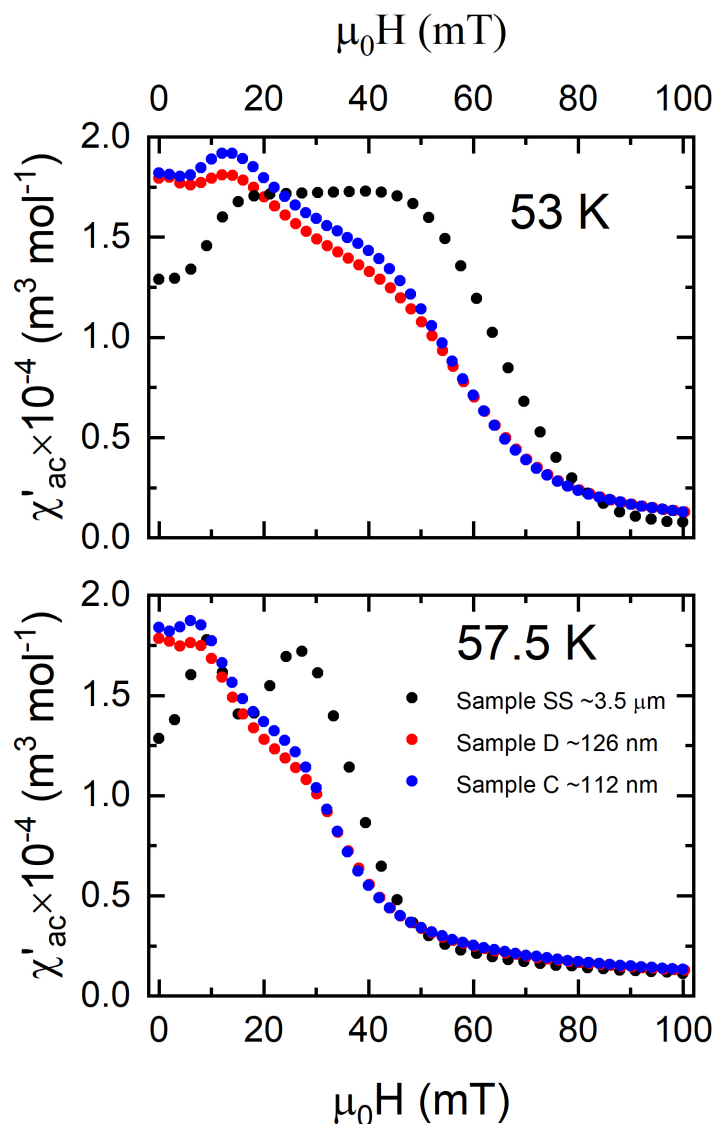 μ₀H (mT)
0 20 40 60 80 100
2.0
1.5
1.0
0.5
0.0
χ'ac×10⁻⁴ (m³ mol⁻¹)
53 K
2.0
1.5
1.0
0.5
0.0
χ'ac×10⁻⁴ (m³ mol⁻¹)
57.5 K
Sample SS ~3.5 μm
Sample D ~126 nm
Sample C ~112 nm
0 20 40 60 80 100
μ₀H (mT)